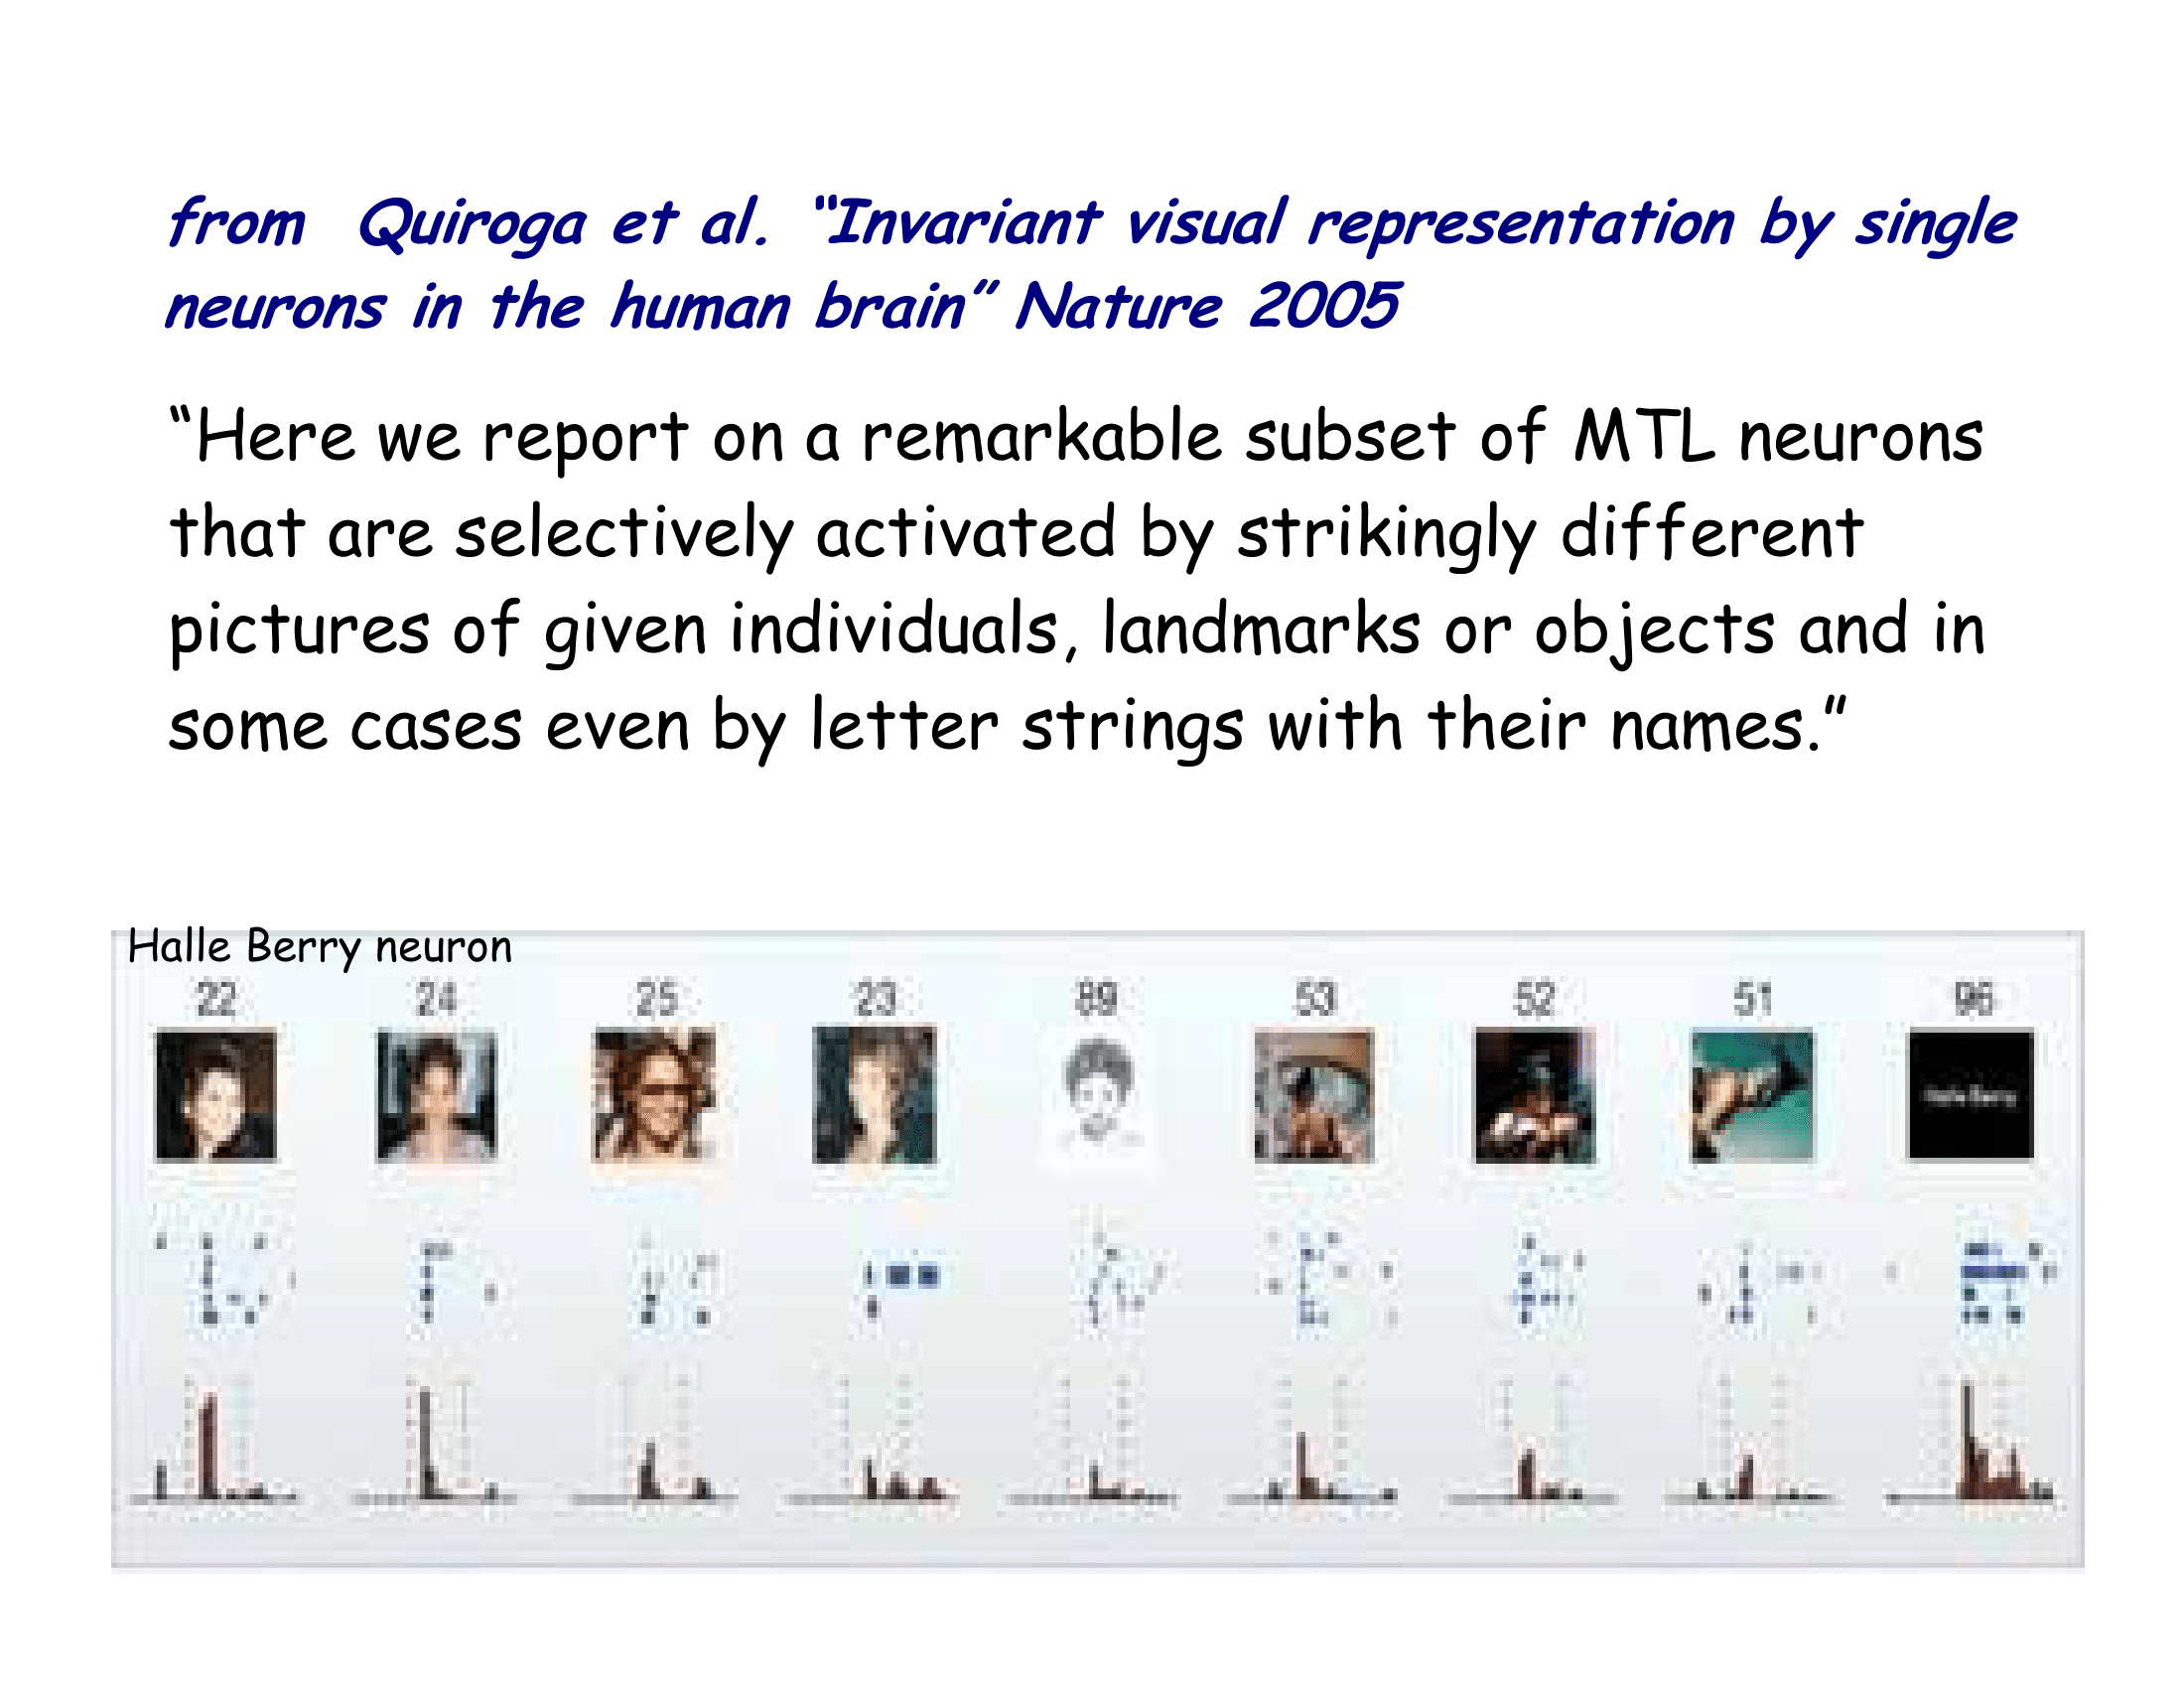 from Quiroga et al. “Invariant visual representation by single
neurons in the human brain” Nature 2005
“Here we report on a remarkable subset of MTL neurons
that are selectively activated by strikingly different
pictures of given individuals, landmarks or objects and in
some cases even by letter strings with their names.”
Halle Berry neuron
22 24 25 23 89 53 52 51 96
Halle Berry